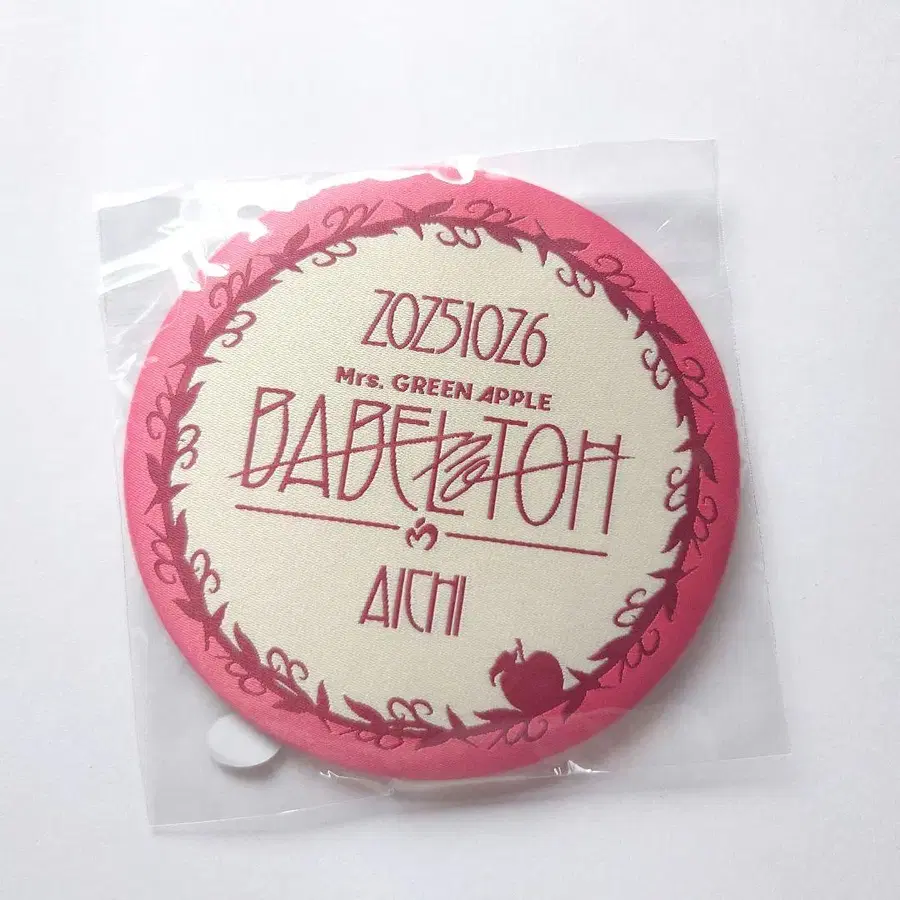 20251026
Mrs. GREEN APPLE
BABEL no TOH
AICHI